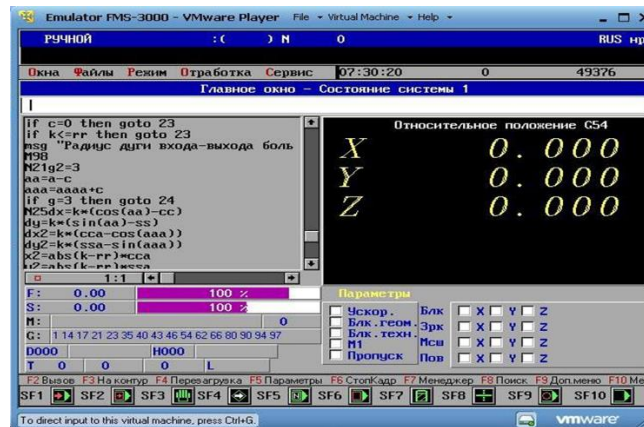 Emulator FMS-3000 - VMware Player File Virtual Machine Help
РУЧНОЙ :( ) N 0 RUS нр
Окна Файлы Режим Отработка Сервис 07:30:20 0 49376
Главное окно - Состояние системы 1
if c=0 then goto 23
if k<=rr then goto 23
msg "Радиус дуги входа-выхода боль
M98
N21g2=3
aa=a-c
aaa=aaaa+c
if g=3 then goto 24
N25dx=k*(cos(aa)-cc)
dy=k*(sin(aa)-ss)
dx2=k*(cca-cos(aaa))
dy2=k*(ssa-sin(aaa))
x2=abs(k-rr)*cca
y2=abs(k-rr)*ssa
1:1
Относительное положение G54
X 0.000
Y 0.000
Z 0.000
F: 0.00 100 %
S: 0.00 100 %
M: 0
G: 1 14 17 21 23 35 40 43 46 54 62 66 80 90 94 97
D000 H000
T 0 0 0 L
Параметры
Ускор. Блк X Y Z
Блк.геом. Зрк X Y Z
Блк.техн.
M1 Мсш X Y Z
Пропуск Пов X Y Z
F2 Вызов F3 На контур F4 Перезагрузка F5 Параметры F6 СтопКадр F7 Менеджер F8 Поиск F9 Доп.меню F10 Ме
SF1 SF2 SF3 SF4 SF5 SF6 SF7 SF8 SF9 SF10
To direct input to this virtual machine, press Ctrl+G.
vmware